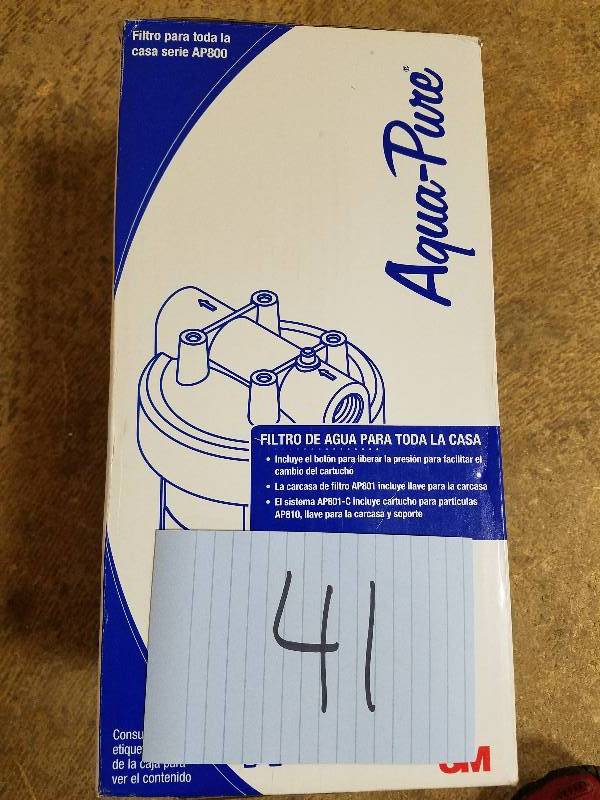 Filtro para toda la
casa serie AP800
Aqua-Pure®
FILTRO DE AGUA PARA TODA LA CASA
• Incluye el botón para liberar la presión para facilitar el
cambio del cartucho
• La carcasa de filtro AP801 incluye llave para la carcasa
• El sistema AP801-C incluye cartucho para partículas
AP810, llave para la carcasa y soporte
41
de la caja para
ver el contenido
3M